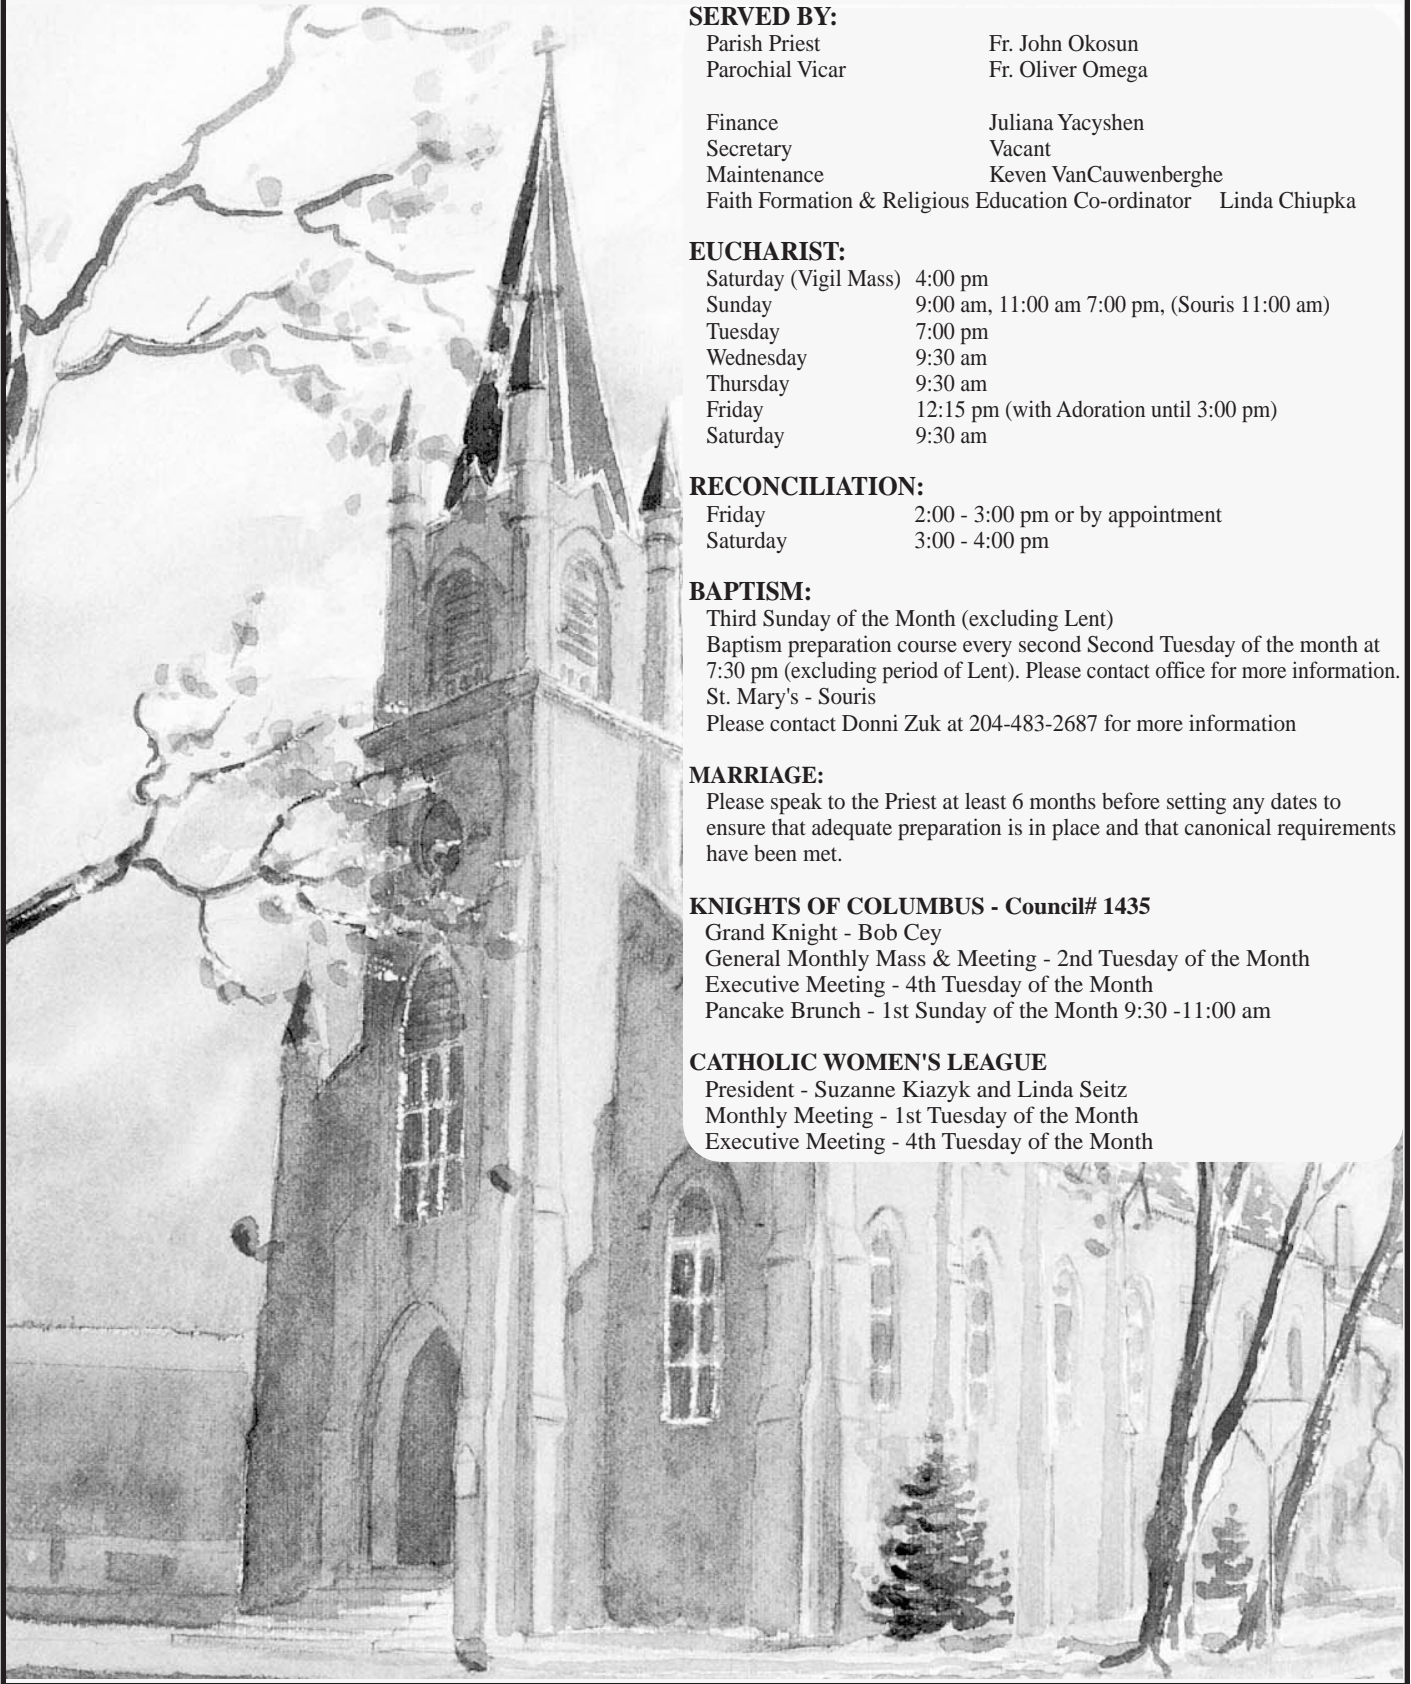 SERVED BY:
Parish Priest Fr. John Okosun
Parochial Vicar Fr. Oliver Omega
Finance Juliana Yacyshen
Secretary Vacant
Maintenance Keven VanCauwenberghe
Faith Formation & Religious Education Co-ordinator Linda Chiupka
EUCHARIST:
Saturday (Vigil Mass) 4:00 pm
Sunday 9:00 am, 11:00 am 7:00 pm, (Souris 11:00 am)
Tuesday 7:00 pm
Wednesday 9:30 am
Thursday 9:30 am
Friday 12:15 pm (with Adoration until 3:00 pm)
Saturday 9:30 am
RECONCILIATION:
Friday 2:00 - 3:00 pm or by appointment
Saturday 3:00 - 4:00 pm
BAPTISM:
Third Sunday of the Month (excluding Lent)
Baptism preparation course every second Second Tuesday of the month at
7:30 pm (excluding period of Lent). Please contact office for more information.
St. Mary's - Souris
Please contact Donni Zuk at 204-483-2687 for more information
MARRIAGE:
Please speak to the Priest at least 6 months before setting any dates to
ensure that adequate preparation is in place and that canonical requirements
have been met.
KNIGHTS OF COLUMBUS - Council# 1435
Grand Knight - Bob Cey
General Monthly Mass & Meeting - 2nd Tuesday of the Month
Executive Meeting - 4th Tuesday of the Month
Pancake Brunch - 1st Sunday of the Month 9:30 -11:00 am
CATHOLIC WOMEN'S LEAGUE
President - Suzanne Kiazyk and Linda Seitz
Monthly Meeting - 1st Tuesday of the Month
Executive Meeting - 4th Tuesday of the Month